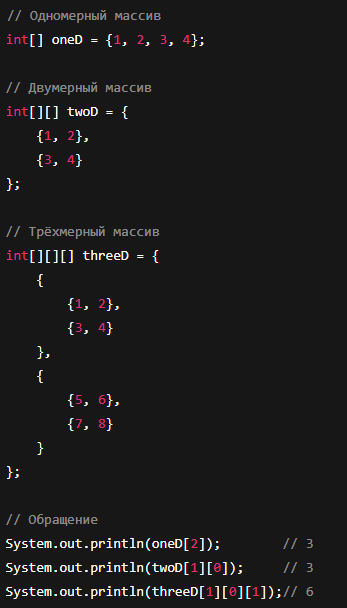 // Одномерный массив
int[] oneD = {1, 2, 3, 4};

// Двумерный массив
int[][] twoD = {
    {1, 2},
    {3, 4}
};

// Трёхмерный массив
int[][][] threeD = {
    {
        {1, 2},
        {3, 4}
    },
    {
        {5, 6},
        {7, 8}
    }
};

// Обращение
System.out.println(oneD[2]);        // 3
System.out.println(twoD[1][0]);     // 3
System.out.println(threeD[1][0][1]);// 6